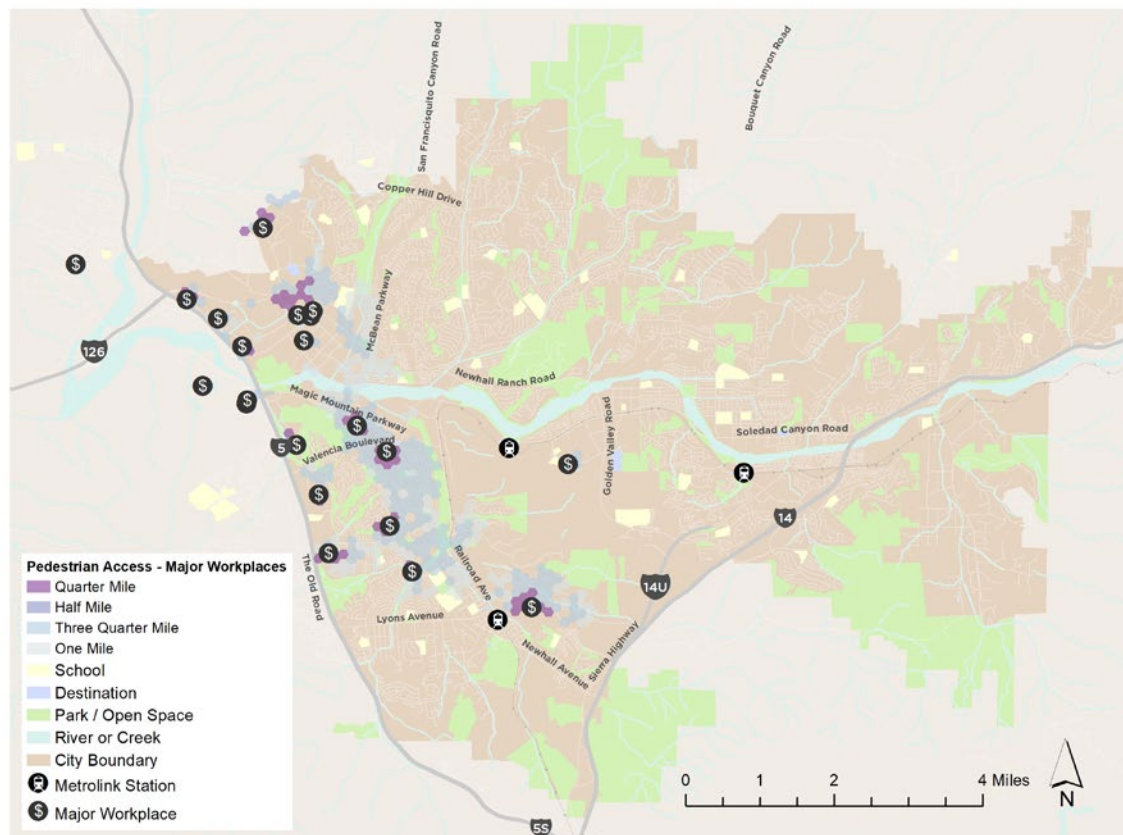 San Francisquito Canyon Road
Bouquet Canyon Road
Copper Hill Drive
McBean Parkway
126
Newhall Ranch Road
Magic Mountain Parkway
Golden Valley Road
Soledad Canyon Road
5
Valencia Boulevard
14
The Old Road
Railroad Ave
14U
Lyons Avenue
Newhall Avenue
Sierra Highway
5S
Pedestrian Access - Major Workplaces
Quarter Mile
Half Mile
Three Quarter Mile
One Mile
School
Destination
Park / Open Space
River or Creek
City Boundary
Metrolink Station
$ Major Workplace
0 1 2 4 Miles
N